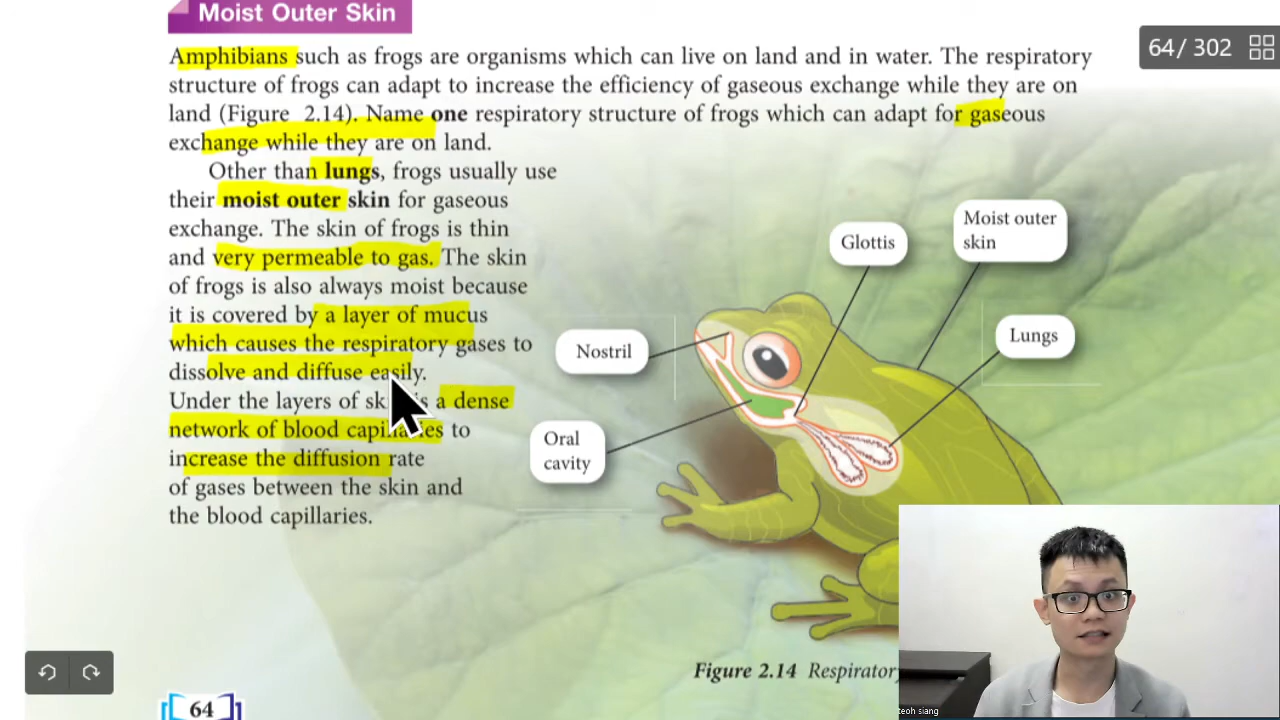 Moist Outer Skin
64/ 302
Amphibians such as frogs are organisms which can live on land and in water. The respiratory
structure of frogs can adapt to increase the efficiency of gaseous exchange while they are on
land (Figure 2.14). Name one respiratory structure of frogs which can adapt for gaseous
exchange while they are on land.
Other than lungs, frogs usually use
their moist outer skin for gaseous
exchange. The skin of frogs is thin
and very permeable to gas. The skin
of frogs is also always moist because
it is covered by a layer of mucus
which causes the respiratory gases to
dissolve and diffuse easily.
Under the layers of is a dense
network of blood capillaries to
increase the diffusion rate
of gases between the skin and
the blood capillaries.
Glottis
Moist outer
skin
Nostril
Lungs
Oral
cavity
Figure 2.14
64
teoh siang